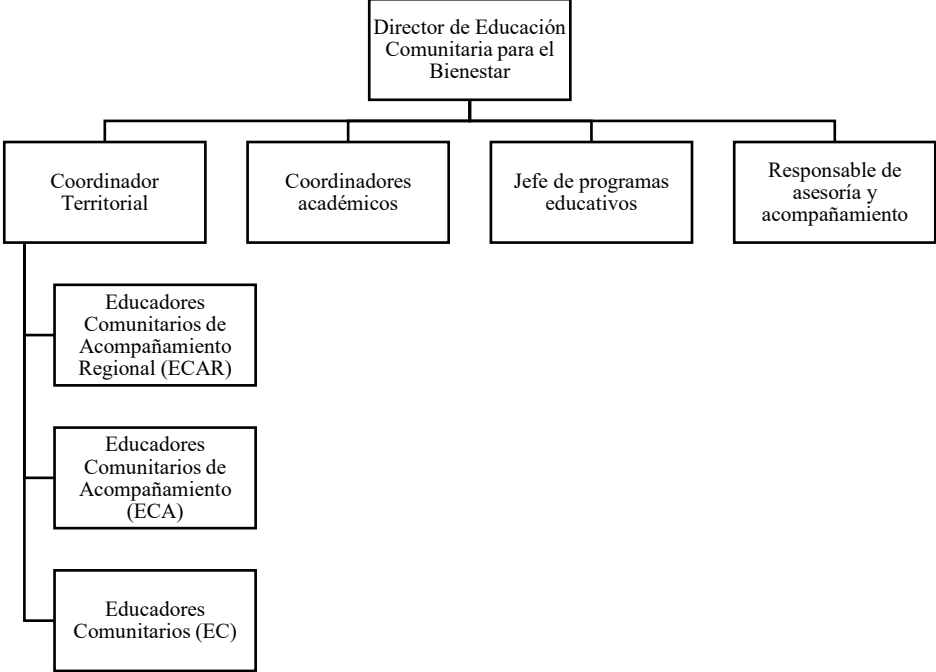 Director de Educación
Comunitaria para el
Bienestar
Coordinador
Territorial
Coordinadores
académicos
Jefe de programas
educativos
Responsable de
asesoría y
acompañamiento
Educadores
Comunitarios de
Acompañamiento
Regional (ECAR)
Educadores
Comunitarios de
Acompañamiento
(ECA)
Educadores
Comunitarios (EC)